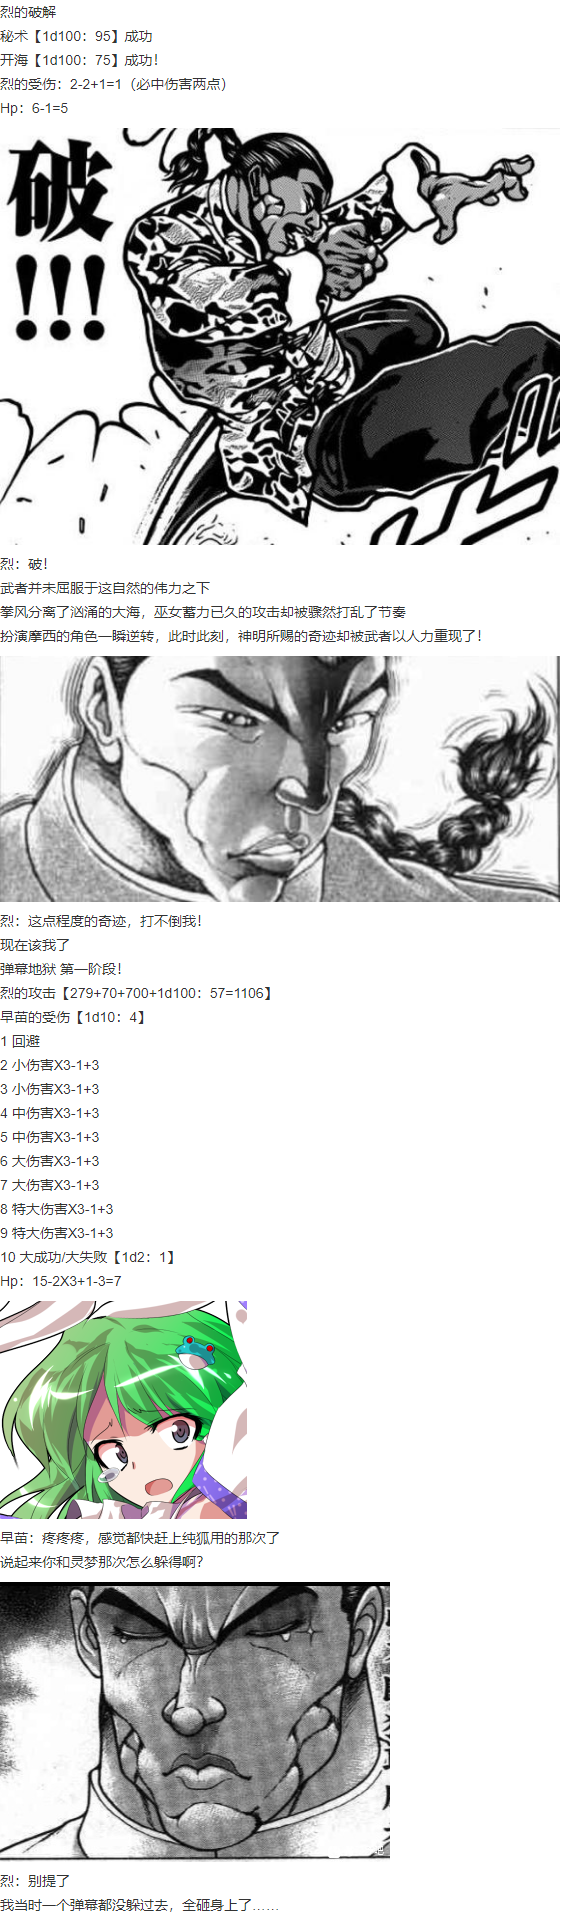 烈的破解
秘术【1d100：95】成功
开海【1d100：75】成功！
烈的受伤：2-2+1=1（必中伤害两点）
Hp：6-1=5
破
!!!
烈：破！
武者并未屈服于这自然的伟力之下
拳风分离了汹涌的大海，巫女蓄力已久的攻击却被骤然打乱了节奏
扮演摩西的角色一瞬逆转，此时此刻，神明所赐的奇迹却被武者以人力重现了！
烈：这点程度的奇迹，打不倒我！
现在该我了
弹幕地狱 第一阶段！
烈的攻击【279+70+700+1d100：57=1106】
早苗的受伤【1d10：4】
1 回避
2 小伤害X3-1+3
3 小伤害X3-1+3
4 中伤害X3-1+3
5 中伤害X3-1+3
6 大伤害X3-1+3
7 大伤害X3-1+3
8 特大伤害X3-1+3
9 特大伤害X3-1+3
10 大成功/大失败【1d2：1】
Hp：15-2X3+1-3=7
早苗：疼疼疼，感觉都快赶上纯狐用的那次了
说起来你和灵梦那次怎么躲得啊？
烈：别提了
我当时一个弹幕都没躲过去，全砸身上了……